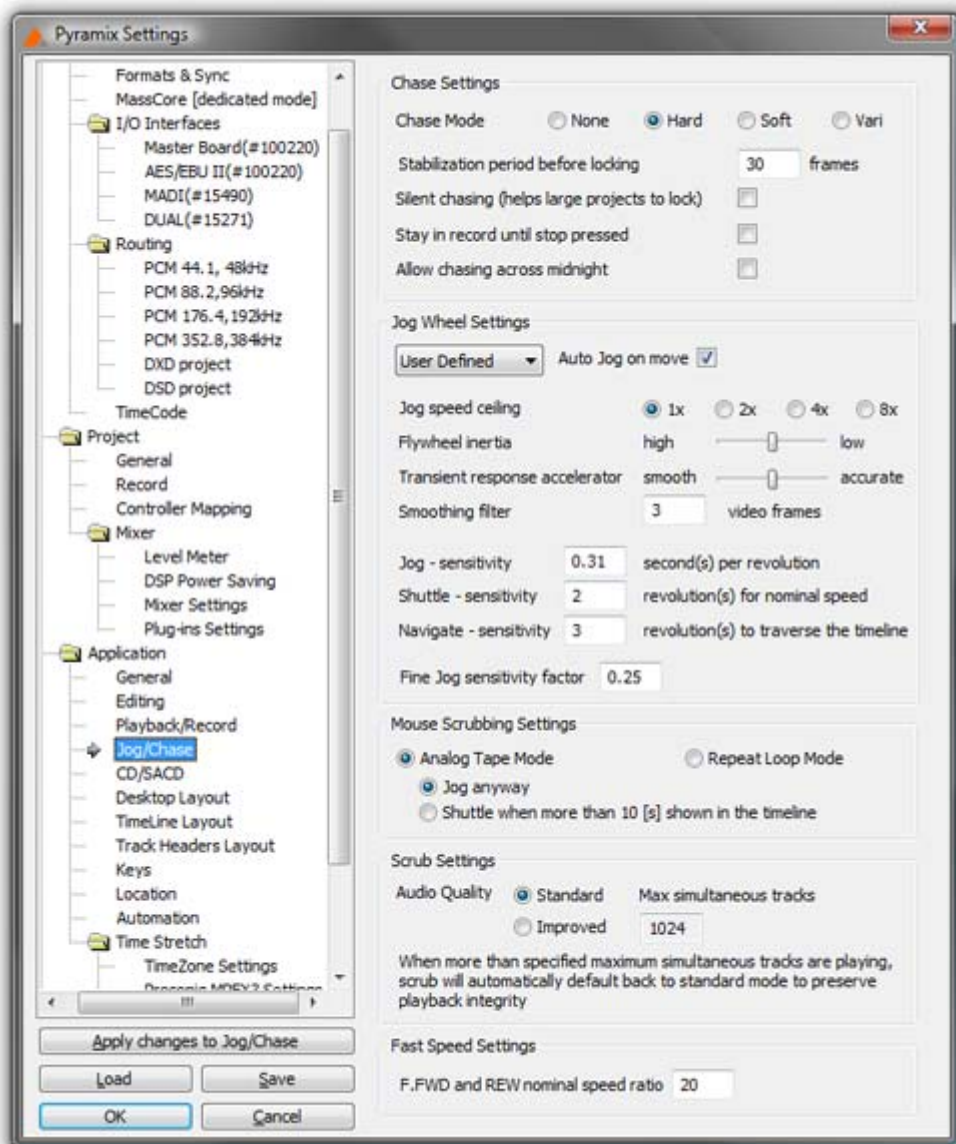 Pyramix Settings
Formats & Sync
MassCore [dedicated mode]
I/O Interfaces
Master Board(#100220)
AES/EBU II(#100220)
MADI(#15490)
DUAL(#15271)
Routing
PCM 44.1, 48kHz
PCM 88.2,96kHz
PCM 176.4,192kHz
PCM 352.8,384kHz
DXD project
DSD project
TimeCode
Project
General
Record
Controller Mapping
Mixer
Level Meter
DSP Power Saving
Mixer Settings
Plug-ins Settings
Application
General
Editing
Playback/Record
Jog/Chase
CD/SACD
Desktop Layout
TimeLine Layout
Track Headers Layout
Keys
Location
Automation
Time Stretch
TimeZone Settings
Apply changes to Jog/Chase
Load Save
OK Cancel
Chase Settings
Chase Mode None Hard Soft Vari
Stabilization period before locking 30 frames
Silent chasing (helps large projects to lock)
Stay in record until stop pressed
Allow chasing across midnight
Jog Wheel Settings
User Defined Auto Jog on move
Jog speed ceiling 1x 2x 4x 8x
Flywheel inertia high low
Transient response accelerator smooth accurate
Smoothing filter 3 video frames
Jog - sensitivity 0.31 second(s) per revolution
Shuttle - sensitivity 2 revolution(s) for nominal speed
Navigate - sensitivity 3 revolution(s) to traverse the timeline
Fine Jog sensitivity factor 0.25
Mouse Scrubbing Settings
Analog Tape Mode Repeat Loop Mode
Jog anyway
Shuttle when more than 10 [s] shown in the timeline
Scrub Settings
Audio Quality Standard Max simultaneous tracks
Improved 1024
When more than specified maximum simultaneous tracks are playing,
scrub will automatically default back to standard mode to preserve
playback integrity
Fast Speed Settings
F.FWD and REW nominal speed ratio 20